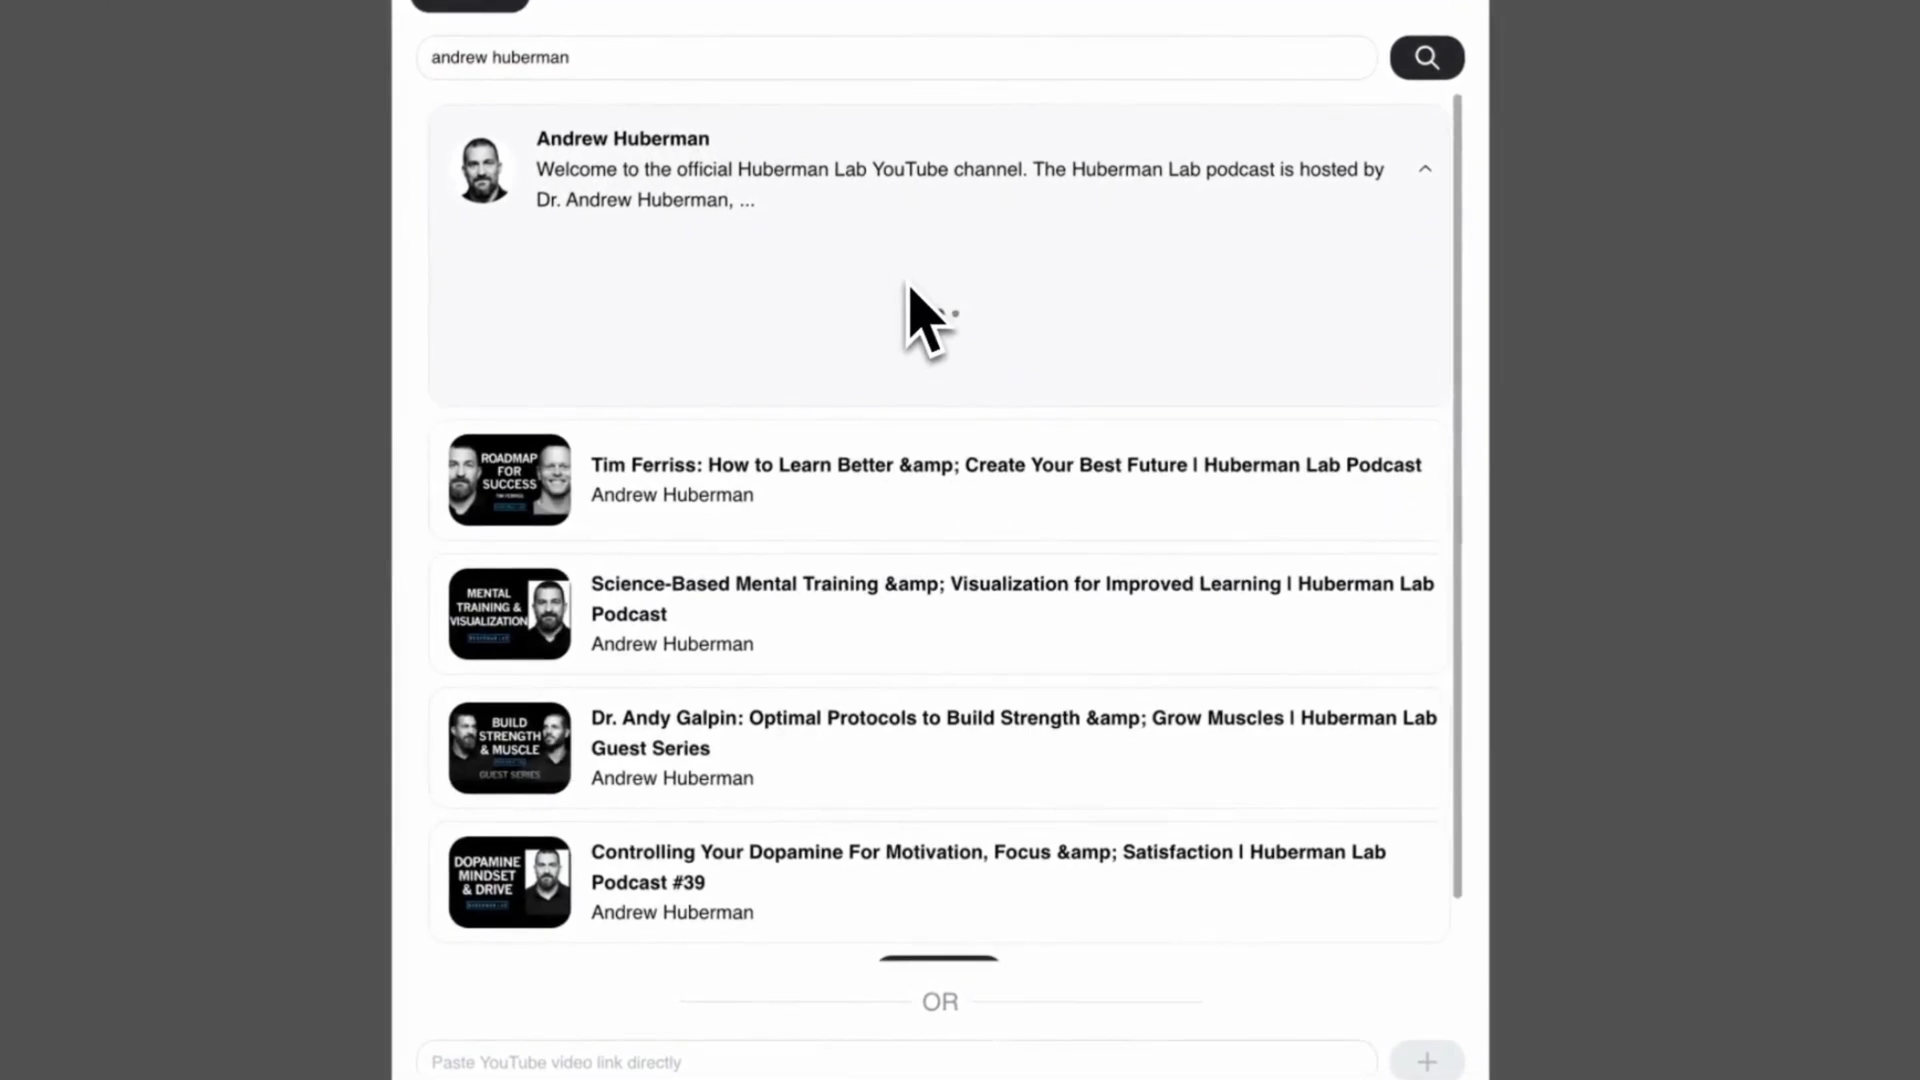 andrew huberman
Andrew Huberman
Welcome to the official Huberman Lab YouTube channel. The Huberman Lab podcast is hosted by
Dr. Andrew Huberman, ...
ROADMAP
FOR
SUCCESS
TIM FERRISS
Tim Ferriss: How to Learn Better &amp; Create Your Best Future | Huberman Lab Podcast
Andrew Huberman
MENTAL
TRAINING &
VISUALIZATION
Science-Based Mental Training &amp; Visualization for Improved Learning | Huberman Lab
Podcast
Andrew Huberman
BUILD
STRENGTH
& MUSCLE
GUEST SERIES
Dr. Andy Galpin: Optimal Protocols to Build Strength &amp; Grow Muscles | Huberman Lab
Guest Series
Andrew Huberman
DOPAMINE
MINDSET
& DRIVE
Controlling Your Dopamine For Motivation, Focus &amp; Satisfaction | Huberman Lab
Podcast #39
Andrew Huberman
OR
Paste YouTube video link directly